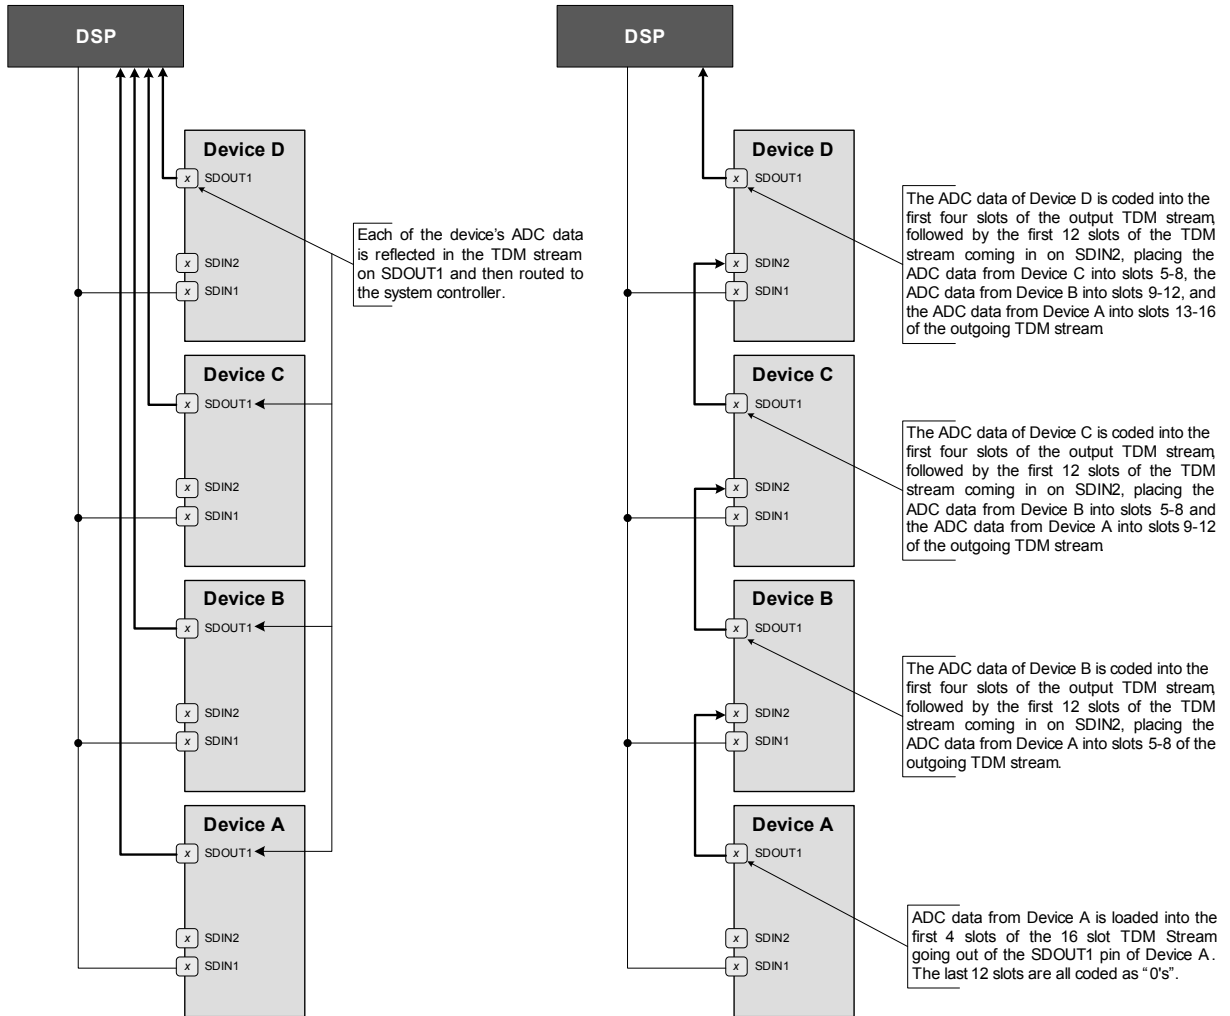 DSP
Device D
x SDOUT1
x SDIN2
x SDIN1
Each of the device's ADC data
is reflected in the TDM stream
on SDOUT1 and then routed to
the system controller.
Device C
x SDOUT1
x SDIN2
x SDIN1
Device B
x SDOUT1
x SDIN2
x SDIN1
Device A
x SDOUT1
x SDIN2
x SDIN1
DSP
Device D
x SDOUT1
x SDIN2
x SDIN1
The ADC data of Device D is coded into the
first four slots of the output TDM stream,
followed by the first 12 slots of the TDM
stream coming in on SDIN2, placing the
ADC data from Device C into slots 5-8, the
ADC data from Device B into slots 9-12, and
the ADC data from Device A into slots 13-16
of the outgoing TDM stream
Device C
x SDOUT1
x SDIN2
x SDIN1
The ADC data of Device C is coded into the
first four slots of the output TDM stream,
followed by the first 12 slots of the TDM
stream coming in on SDIN2, placing the
ADC data from Device B into slots 5-8 and
the ADC data from Device A into slots 9-12
of the outgoing TDM stream
Device B
x SDOUT1
x SDIN2
x SDIN1
The ADC data of Device B is coded into the
first four slots of the output TDM stream,
followed by the first 12 slots of the TDM
stream coming in on SDIN2, placing the
ADC data from Device A into slots 5-8 of the
outgoing TDM stream.
Device A
x SDOUT1
x SDIN2
x SDIN1
ADC data from Device A is loaded into the
first 4 slots of the 16 slot TDM Stream
going out of the SDOUT1 pin of Device A.
The last 12 slots are all coded as “0's”.